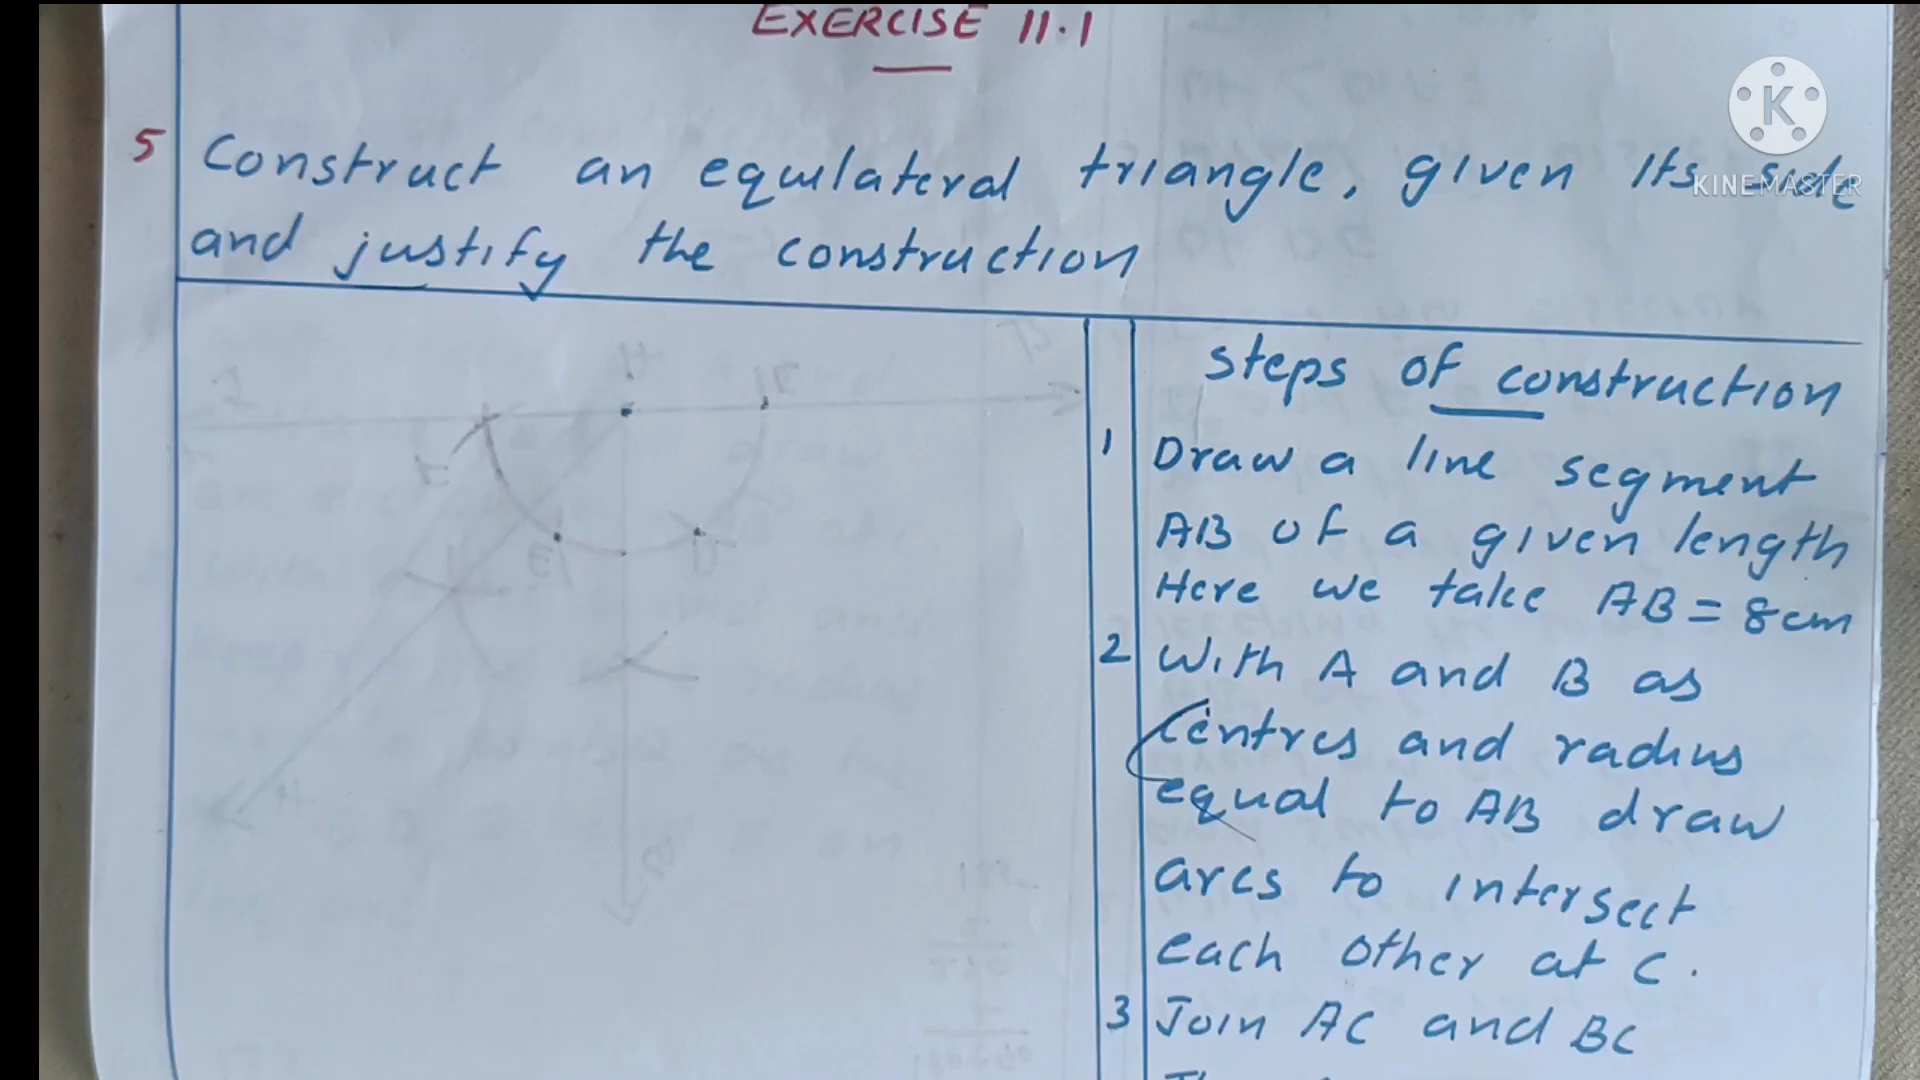 EXERCISE 11.1
5 Construct an equilateral triangle, given its side
and justify the construction
Steps of construction
1 Draw a line segment
AB of a given length
Here we take AB = 8cm
2 With A and B as
Centres and radius
equal to AB draw
arcs to intersect
each other at C.
3 Join AC and BC
K
KINEMASTER